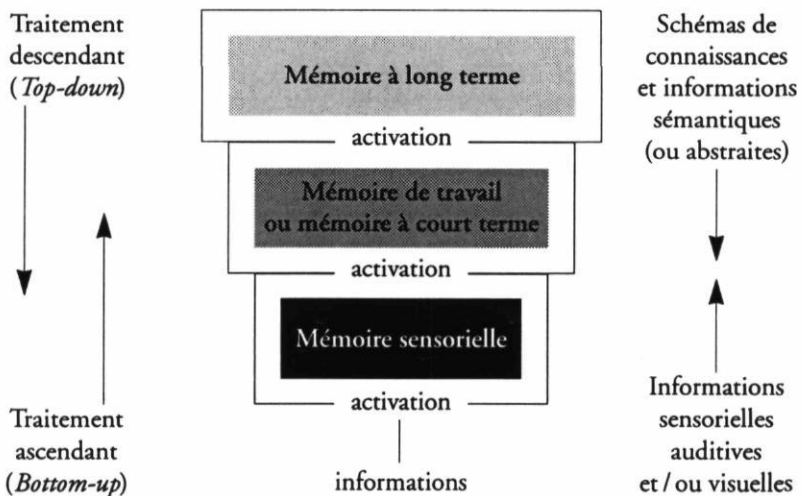 Traitement
descendant
(Top-down)
Mémoire à long terme
Schémas de
connaissances
et informations
sémantiques
(ou abstraites)
activation
Mémoire de travail
ou mémoire à court terme
activation
Mémoire sensorielle
activation
Traitement
ascendant
(Bottom-up)
informations
Informations
sensorielles
auditives
et / ou visuelles